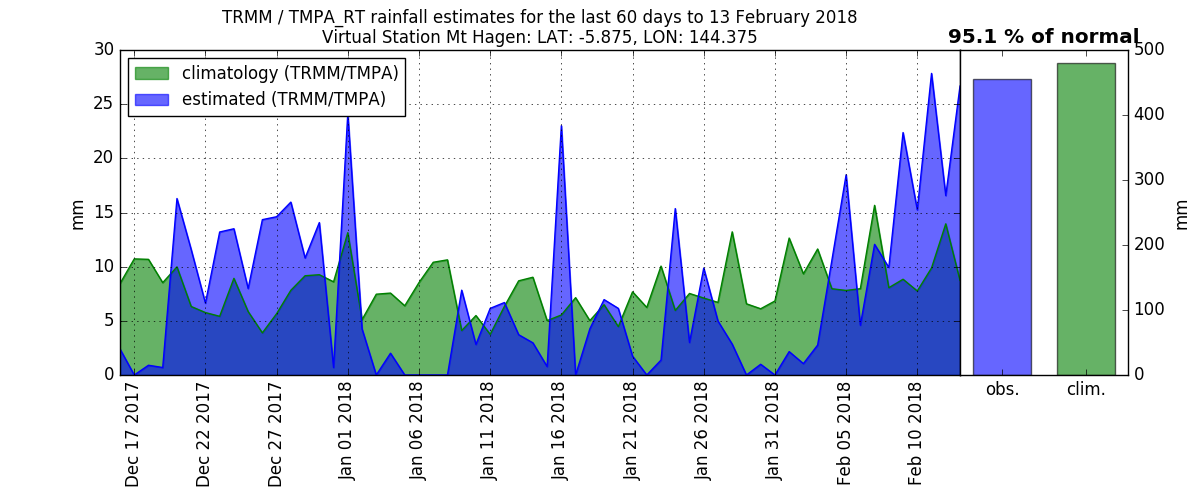 TRMM / TMPA_RT rainfall estimates for the last 60 days to 13 February 2018
Virtual Station Mt Hagen: LAT: -5.875, LON: 144.375
95.1 % of normal
climatology (TRMM/TMPA)
estimated (TRMM/TMPA)
30
25
20
15
10
5
0
mm
500
400
300
200
100
0
mm
Dec 17 2017
Dec 22 2017
Dec 27 2017
Jan 01 2018
Jan 06 2018
Jan 11 2018
Jan 16 2018
Jan 21 2018
Jan 26 2018
Jan 31 2018
Feb 05 2018
Feb 10 2018
obs.
clim.